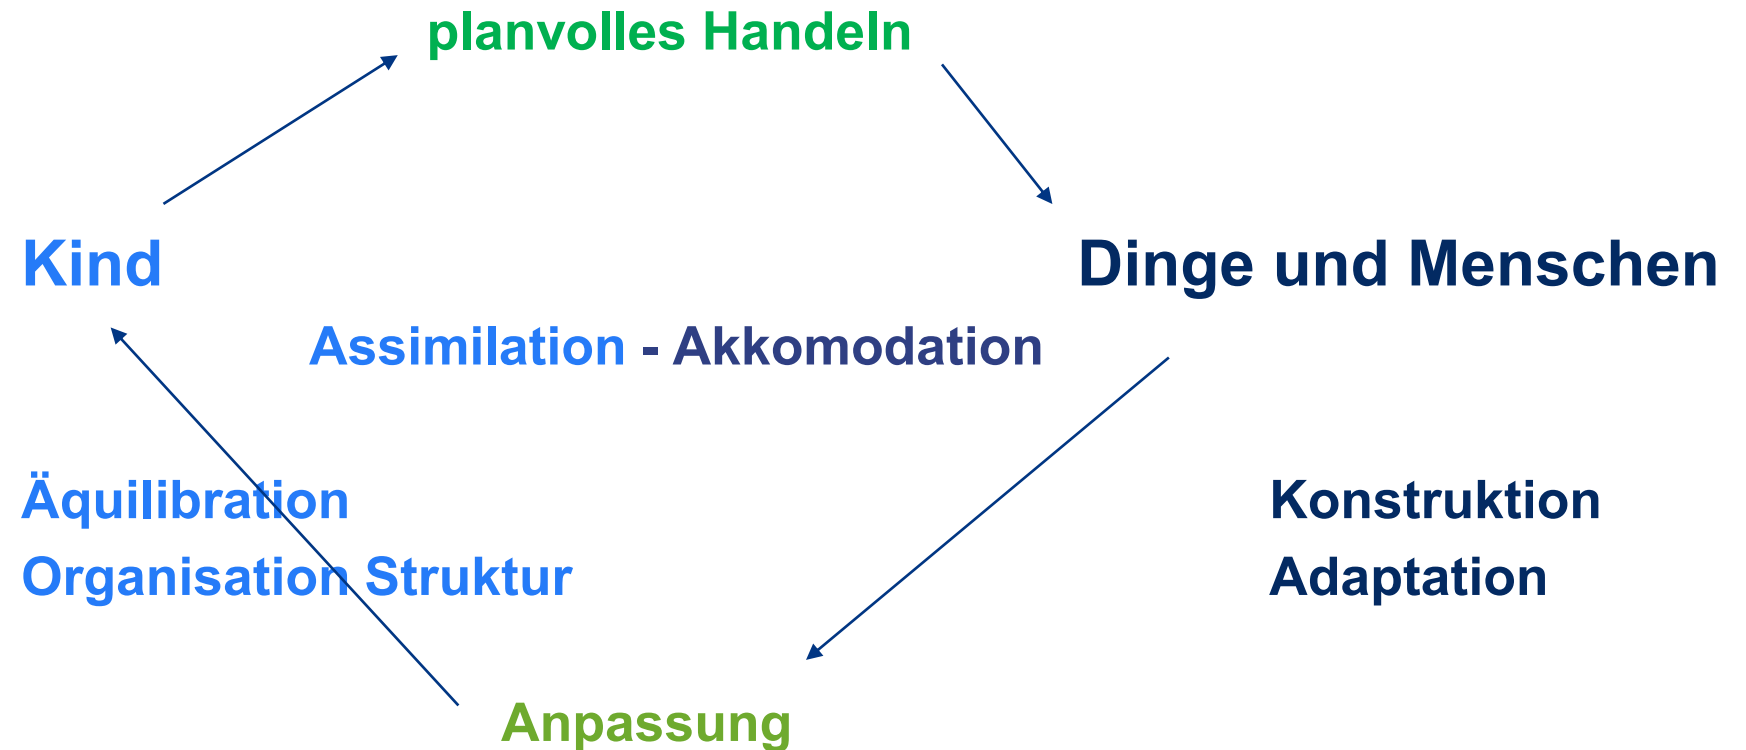 planvolles Handeln
Kind
Dinge und Menschen
Assimilation - Akkomodation
Äquilibration
Konstruktion
Organisation Struktur
Adaptation
Anpassung